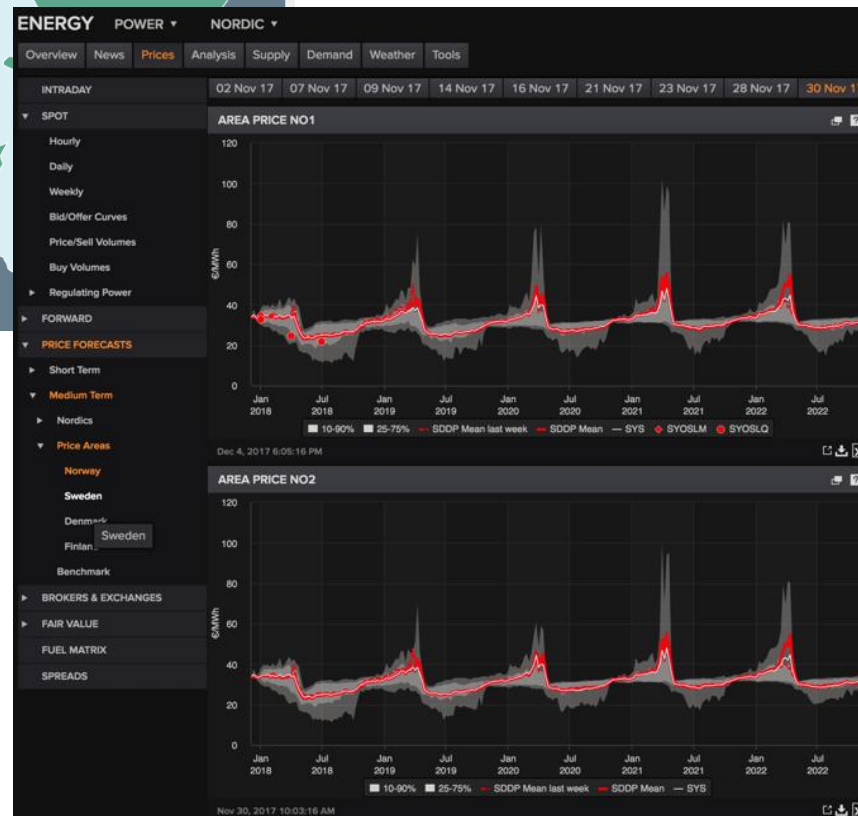 ENERGY POWER ▼ NORDIC ▼
Overview News Prices Analysis Supply Demand Weather Tools
INTRADAY
SPOT
Hourly
Daily
Weekly
Bid/Offer Curves
Price/Sell Volumes
Buy Volumes
Regulating Power
FORWARD
PRICE FORECASTS
Short Term
Medium Term
Nordics
Price Areas
Norway
Sweden
Denmark
Sweden
Finland
Benchmark
BROKERS & EXCHANGES
FAIR VALUE
FUEL MATRIX
SPREADS
02 Nov 17 07 Nov 17 09 Nov 17 14 Nov 17 16 Nov 17 21 Nov 17 23 Nov 17 28 Nov 17 30 Nov 17
AREA PRICE NO1
120
100
80
60
40
20
0
€/MWh
Jan Jul Jan Jul Jan Jul Jan Jul Jan Jul
2018 2018 2019 2019 2020 2020 2021 2021 2022 2022
10-90% 25-75% SDDP Mean last week SDDP Mean SYS SYOSLM SYOSLQ
Dec 4, 2017 6:05:16 PM
AREA PRICE NO2
120
100
80
60
40
20
0
€/MWh
Jan Jul Jan Jul Jan Jul Jan Jul Jan Jul
2018 2018 2019 2019 2020 2020 2021 2021 2022 2022
10-90% 25-75% SDDP Mean last week SDDP Mean SYS
Nov 30, 2017 10:03:16 AM